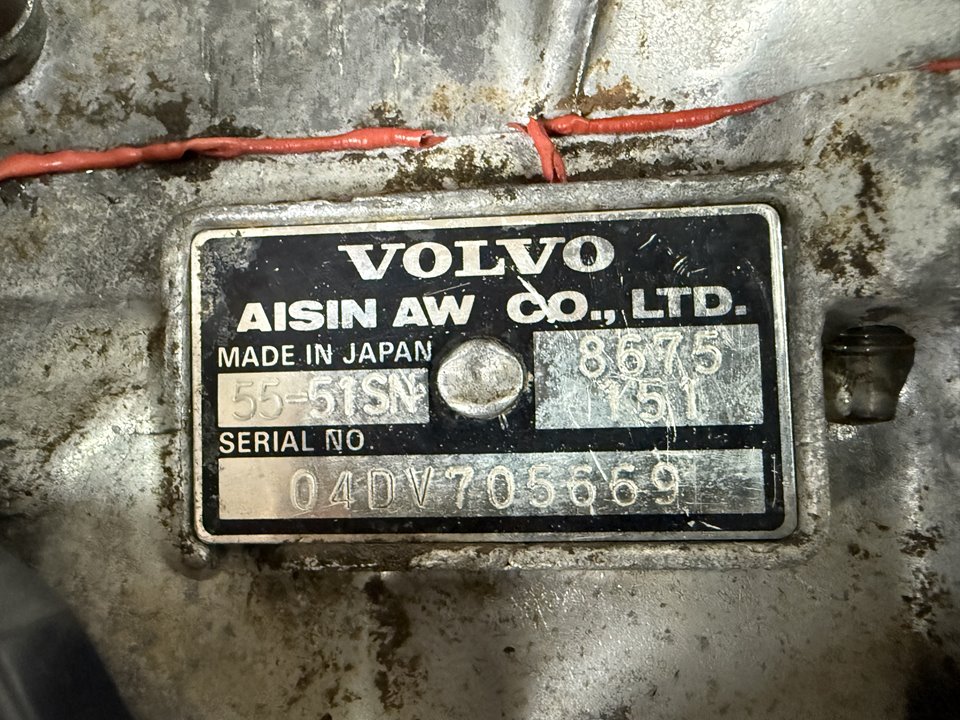 VOLVO
AISIN AW CO., LTD.
MADE IN JAPAN
8675
55-51SN
151
SERIAL NO.
04DV705669